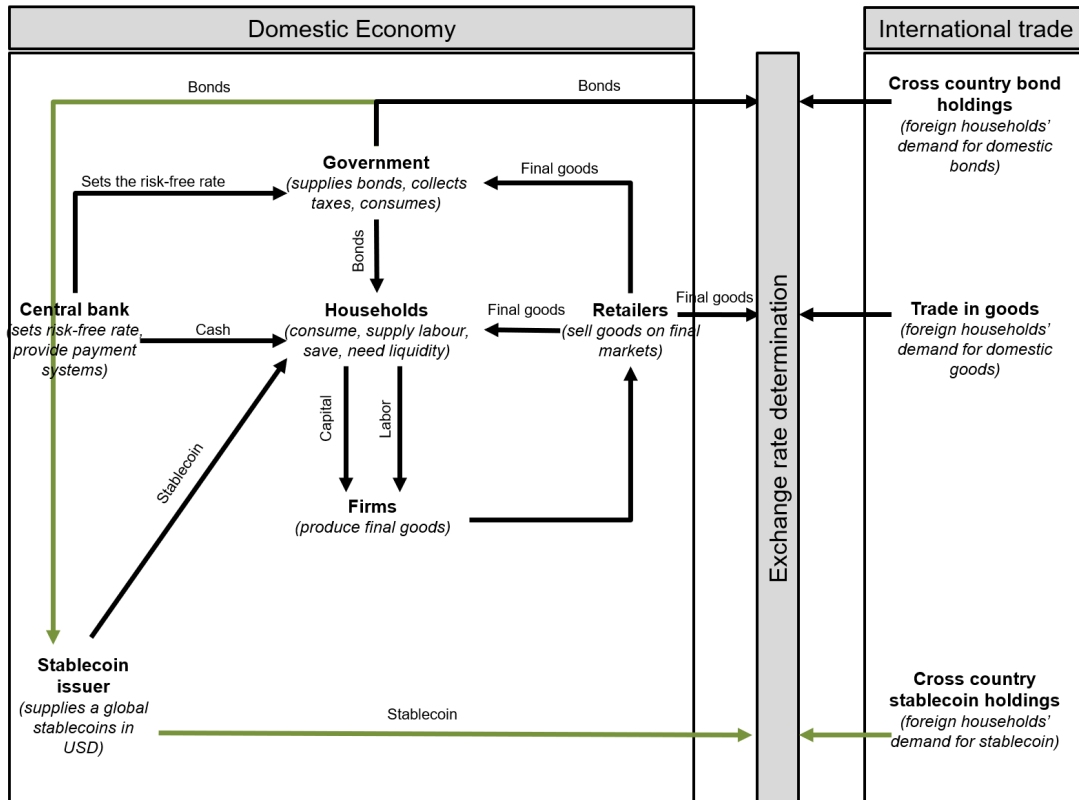 Domestic Economy
International trade
Bonds
Bonds
Cross country bond
holdings
(foreign households’
demand for domestic
bonds)
Government
(supplies bonds, collects
taxes, consumes)
Sets the risk-free rate
Final goods
Bonds
Central bank
(sets risk-free rate,
provide payment
systems)
Cash
Households
(consume, supply labour,
save, need liquidity)
Final goods
Retailers
(sell goods on final
markets)
Final goods
Exchange rate determination
Trade in goods
(foreign households’
demand for domestic
goods)
Capital
Labor
Stablecoin
Firms
(produce final goods)
Stablecoin
issuer
(supplies a global
stablecoins in
USD)
Stablecoin
Cross country
stablecoin holdings
(foreign households’
demand for stablecoin)